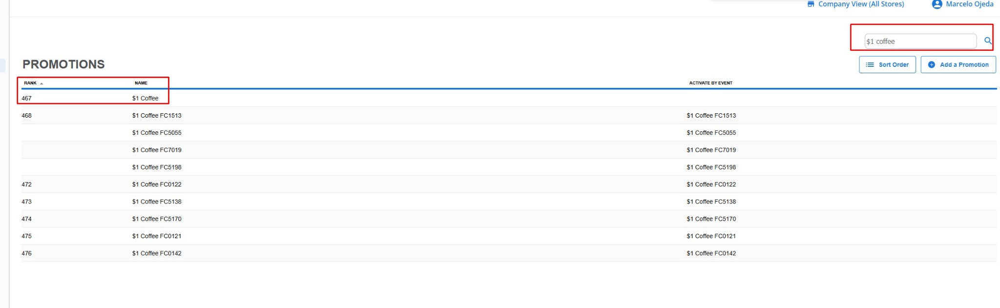 Company View (All Stores) Marcelo Ojeda
$1 coffee
PROMOTIONS
Sort Order Add a Promotion
RANK NAME ACTIVATE BY EVENT
467 $1 Coffee
468 $1 Coffee FC1513 $1 Coffee FC1513
$1 Coffee FC5055 $1 Coffee FC5055
$1 Coffee FC7019 $1 Coffee FC7019
$1 Coffee FC5198 $1 Coffee FC5198
472 $1 Coffee FC0122 $1 Coffee FC0122
473 $1 Coffee FC5138 $1 Coffee FC5138
474 $1 Coffee FC5170 $1 Coffee FC5170
475 $1 Coffee FC0121 $1 Coffee FC0121
476 $1 Coffee FC0142 $1 Coffee FC0142